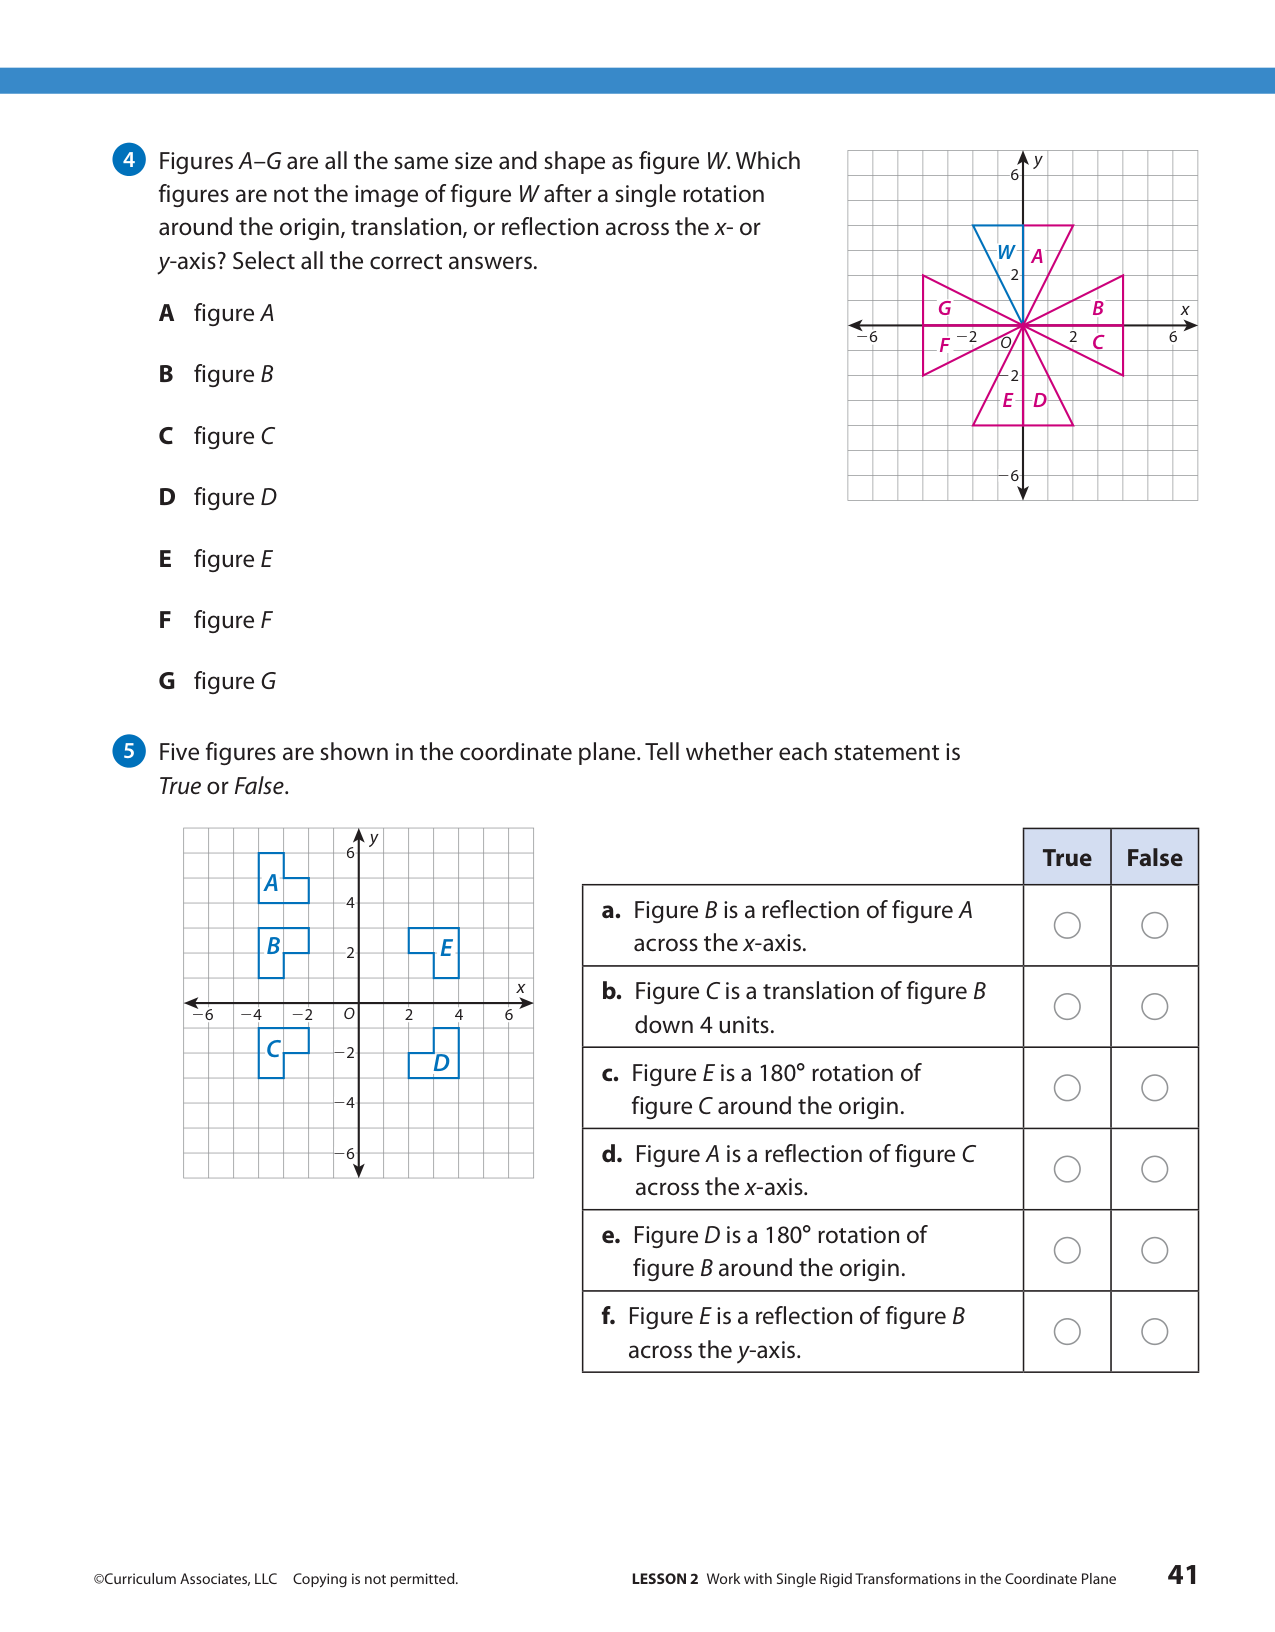 4 Figures A–G are all the same size and shape as figure W. Which
figures are not the image of figure W after a single rotation
around the origin, translation, or reflection across the x- or
y-axis? Select all the correct answers.
A figure A
B figure B
C figure C
D figure D
E figure E
F figure F
G figure G
y
6
W A
2
G B x
−6 −2 O 2 6
F C
−2
E D
−6
5 Five figures are shown in the coordinate plane. Tell whether each statement is
True or False.
y
6
A
4
B 2 E
x
−6 −4 −2 O 2 4 6
C −2 D
−4
−6
True False
a. Figure B is a reflection of figure A
across the x-axis.
b. Figure C is a translation of figure B
down 4 units.
c. Figure E is a 180° rotation of
figure C around the origin.
d. Figure A is a reflection of figure C
across the x-axis.
e. Figure D is a 180° rotation of
figure B around the origin.
f. Figure E is a reflection of figure B
across the y-axis.
©Curriculum Associates, LLC Copying is not permitted. LESSON 2 Work with Single Rigid Transformations in the Coordinate Plane 41